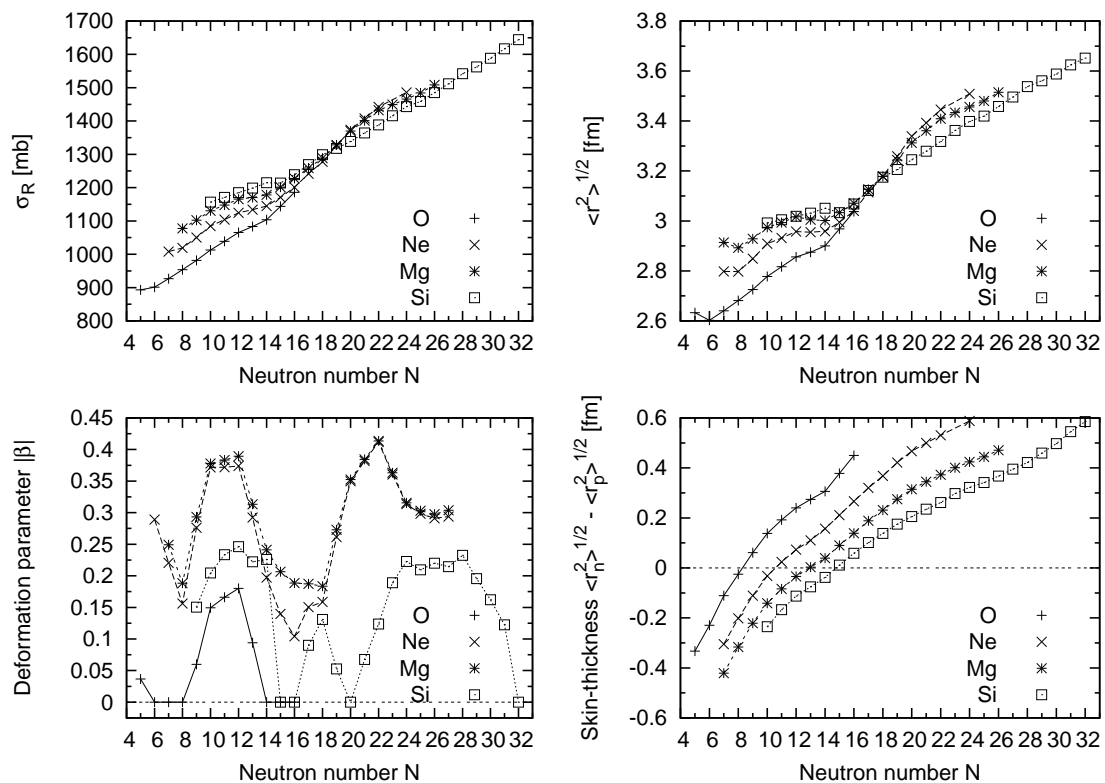 σR [mb]
1700
1600
1500
1400
1300
1200
1100
1000
900
800
O
Ne
Mg
Si
4 6 8 10 12 14 16 18 20 22 24 26 28 30 32
Neutron number N
<r²>^1/2 [fm]
3.8
3.6
3.4
3.2
3
2.8
2.6
O
Ne
Mg
Si
4 6 8 10 12 14 16 18 20 22 24 26 28 30 32
Neutron number N
Deformation parameter |β|
0.45
0.4
0.35
0.3
0.25
0.2
0.15
0.1
0.05
0
O
Ne
Mg
Si
4 6 8 10 12 14 16 18 20 22 24 26 28 30 32
Neutron number N
Skin-thickness <r_n²>^1/2 - <r_p²>^1/2 [fm]
0.6
0.4
0.2
0
-0.2
-0.4
-0.6
O
Ne
Mg
Si
4 6 8 10 12 14 16 18 20 22 24 26 28 30 32
Neutron number N